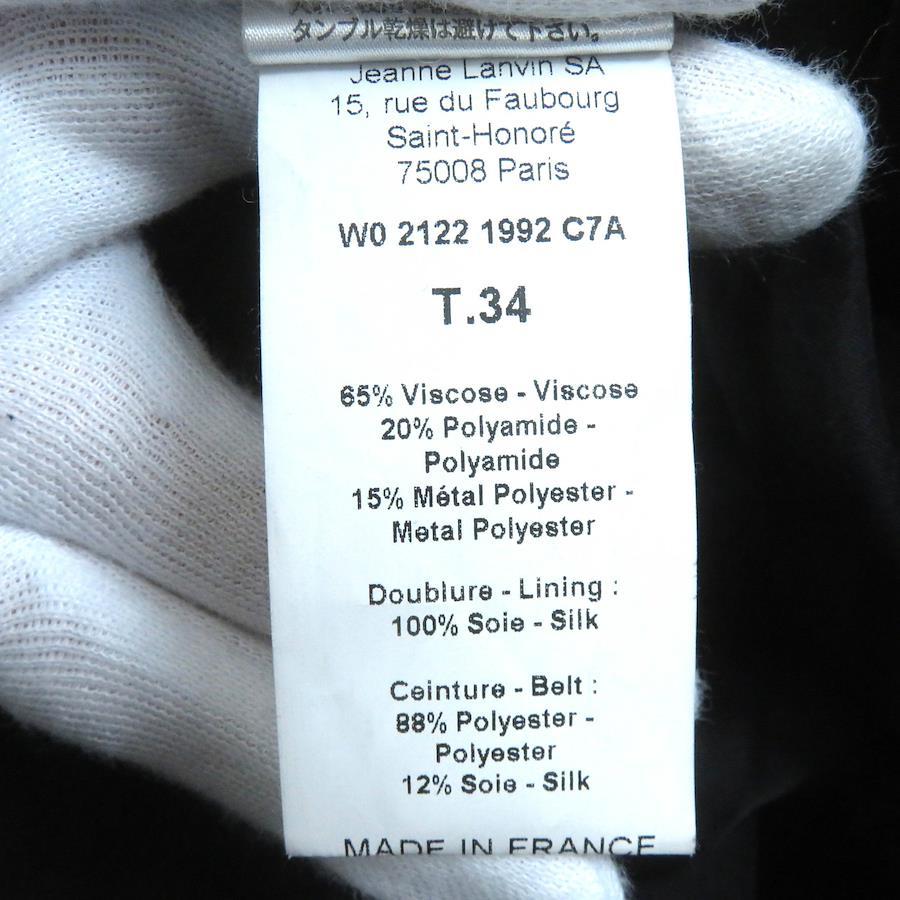 タンブル乾燥は避けて下さい。
Jeanne Lanvin SA
15, rue du Faubourg
Saint-Honoré
75008 Paris
W0 2122 1992 C7A
T.34
65% Viscose - Viscose
20% Polyamide -
Polyamide
15% Métal Polyester -
Metal Polyester
Doublure - Lining :
100% Soie - Silk
Ceinture - Belt :
88% Polyester -
Polyester
12% Soie - Silk
MADE IN FRANCE